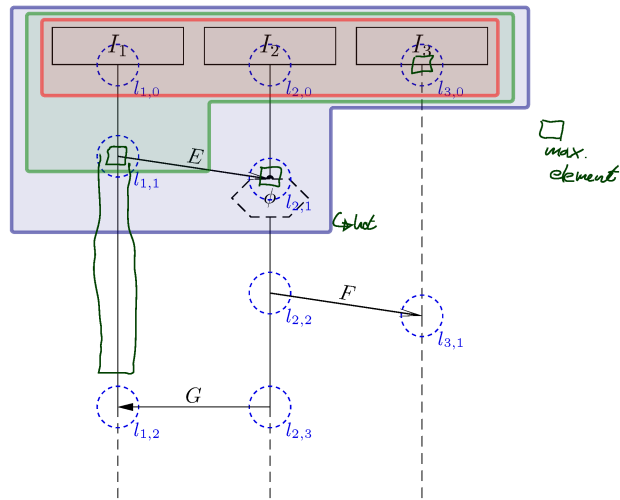 I₁ I₂ I₃
l₁,₀ l₂,₀ l₃,₀
E
l₁,₁ l₂,₁
ϕ
max.
element
hot
F
l₂,₂ l₃,₁
G
l₁,₂ l₂,₃